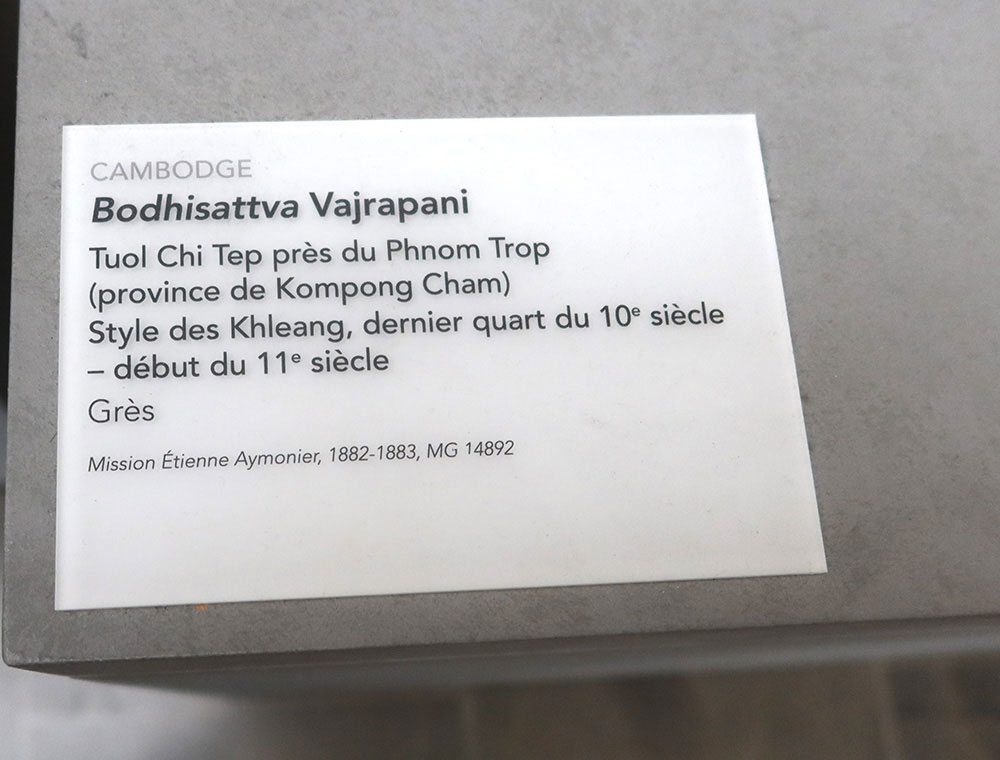 CAMBODGE
Bodhisattva Vajrapani
Tuol Chi Tep près du Phnom Trop
(province de Kompong Cham)
Style des Khleang, dernier quart du 10e siècle
– début du 11e siècle
Grès
Mission Étienne Aymonier, 1882-1883, MG 14892